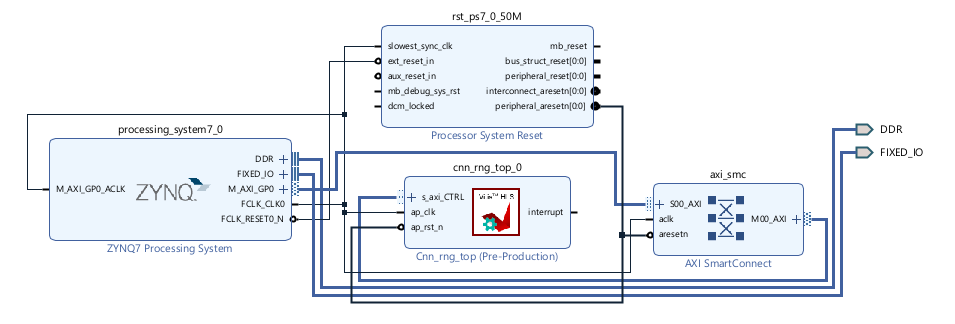 rst_ps7_0_50M
slowest_sync_clk
ext_reset_in
aux_reset_in
mb_debug_sys_rst
dcm_locked
mb_reset
bus_struct_reset[0:0]
peripheral_reset[0:0]
interconnect_aresetn[0:0]
peripheral_aresetn[0:0]
Processor System Reset
processing_system7_0
M_AXI_GP0_ACLK
ZYNQ
DDR
FIXED_IO
M_AXI_GP0
FCLK_CLK0
FCLK_RESET0_N
ZYNQ7 Processing System
cnn_rng_top_0
s_axi_CTRL
ap_clk
ap_rst_n
Vitis™ HLS
interrupt
Cnn_rng_top (Pre-Production)
axi_smc
S00_AXI
aclk
aresetn
M00_AXI
AXI SmartConnect
DDR
FIXED_IO